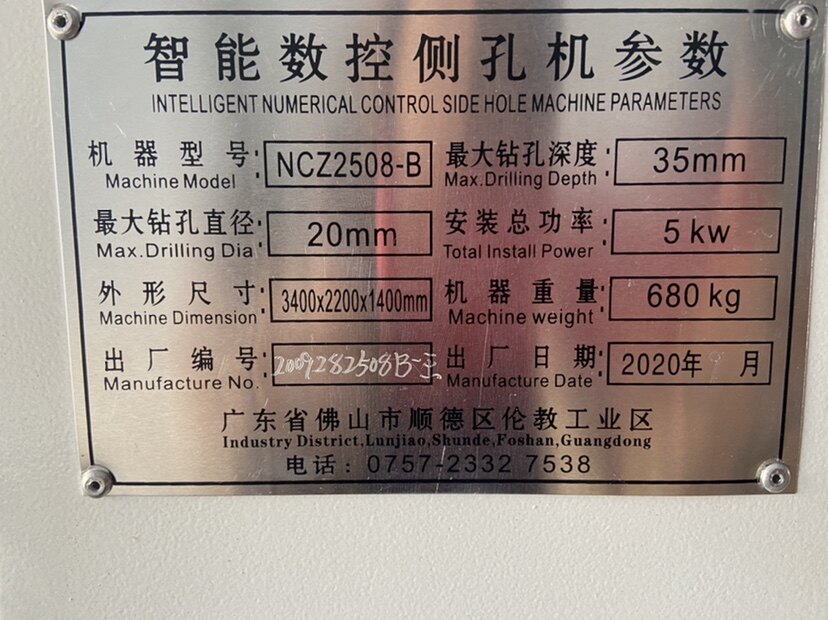 智能数控侧孔机参数
INTELLIGENT NUMERICAL CONTROL SIDE HOLE MACHINE PARAMETERS
机器型号: NCZ2508-B 最大钻孔深度: 35mm
Machine Model Max.Drilling Depth
最大钻孔直径: 20mm 安装总功率: 5 kw
Max.Drilling Dia Total Install Power
外形尺寸: 3400x2200x1400mm 机器重量: 680 kg
Machine Dimension Machine weight
出厂编号: 2009282508B-三 出厂日期: 2020年 月
Manufacture No. Manufacture Date
广东省佛山市顺德区伦教工业区
Industry District,Lunjiao,Shunde,Foshan,Guangdong
电话: 0757-2332 7538